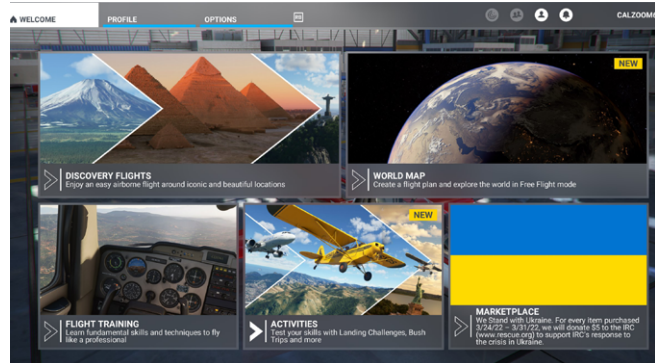 WELCOME
PROFILE
OPTIONS
CALZOOM
NEW
DISCOVERY FLIGHTS
Enjoy an easy airborne flight around iconic and beautiful locations
WORLD MAP
Create a flight plan and explore the world in Free Flight mode
NEW
FLIGHT TRAINING
Learn fundamental skills and techniques to fly
like a professional
ACTIVITIES
Test your skills with Landing Challenges, Bush
Trips and more
MARKETPLACE
We Stand with Ukraine. For every item purchased
3/24/22 – 3/31/22, we will donate $5 to the IRC
(www.rescue.org) to support IRC's response to
the crisis in Ukraine.